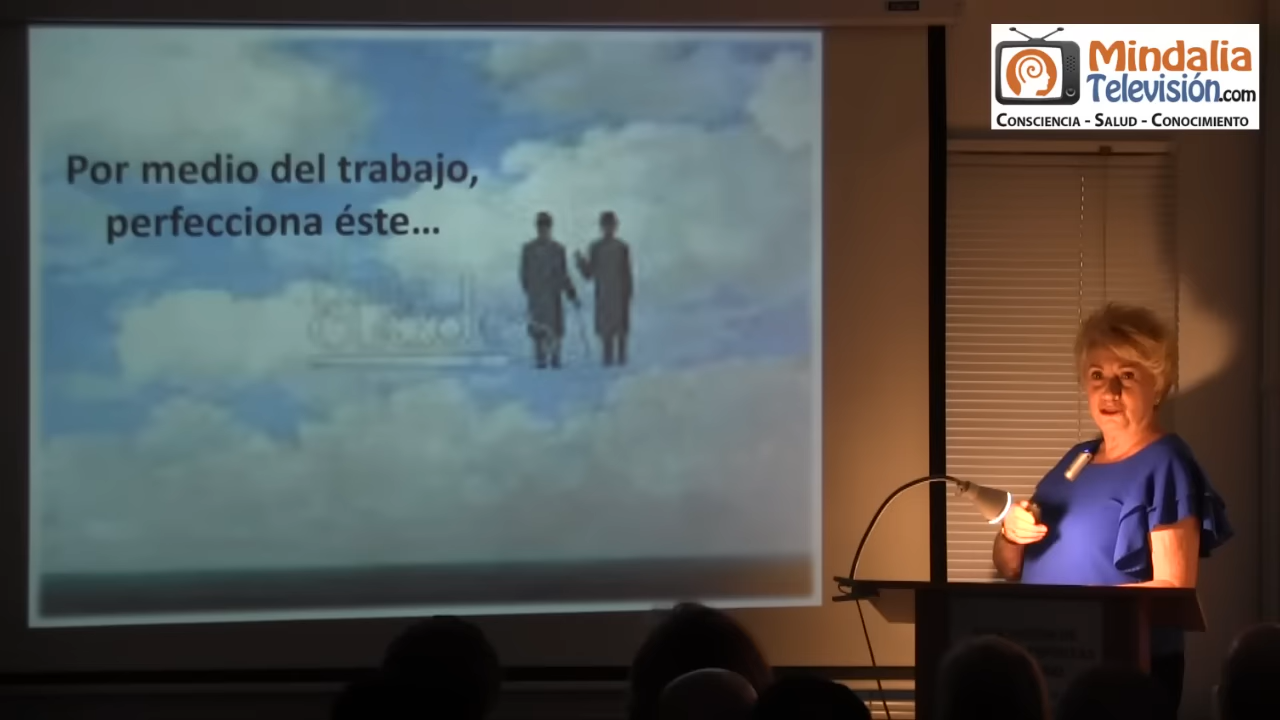 Por medio del trabajo,
perfecciona éste...
Mindalia
Televisión.com
CONSCIENCIA - SALUD - CONOCIMIENTO